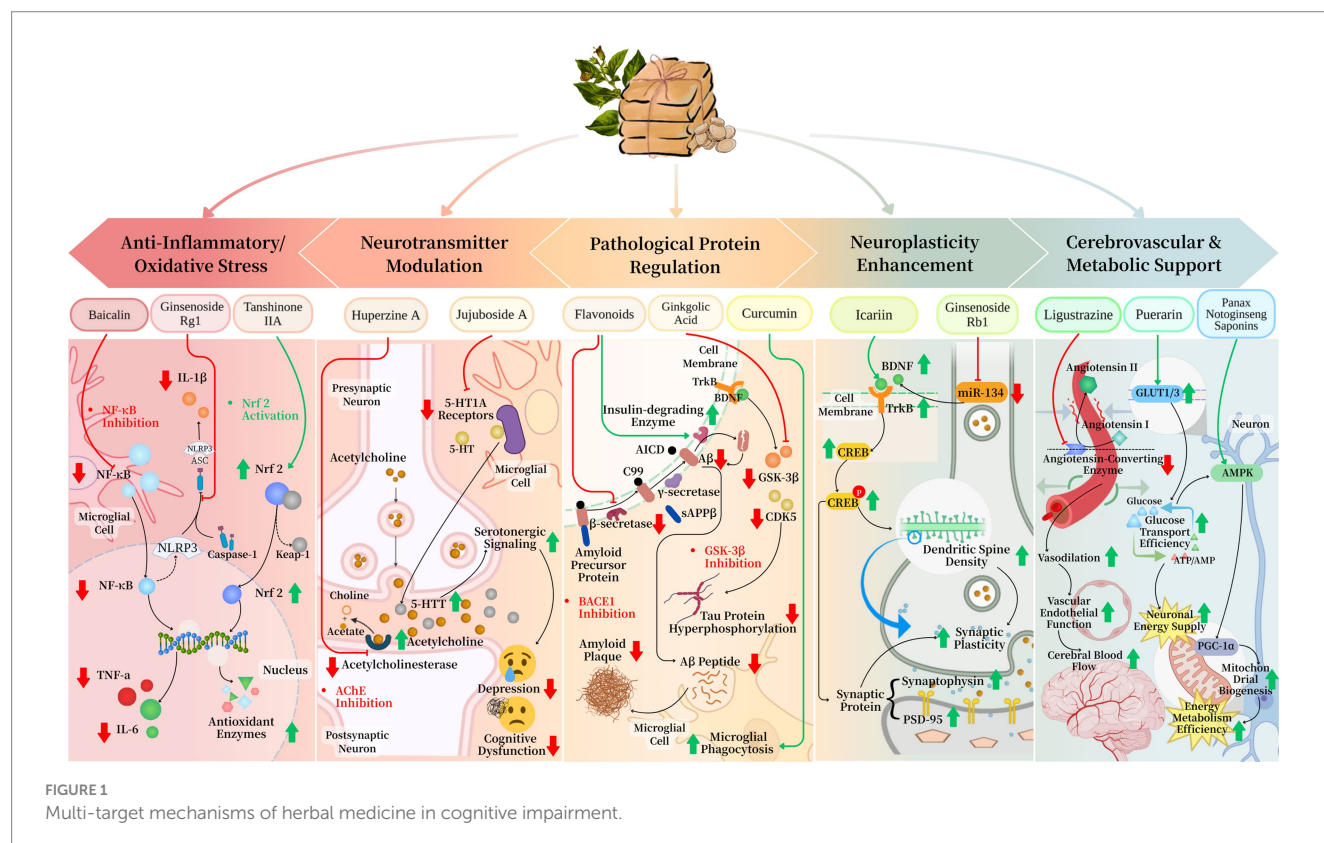 Anti-Inflammatory/
Oxidative Stress
Neurotransmitter
Modulation
Pathological Protein
Regulation
Neuroplasticity
Enhancement
Cerebrovascular &
Metabolic Support
Baicalin
Ginsenoside
Rg1
Tanshinone
IIA
Huperzine A
Jujuboside A
Flavonoids
Ginkgolic
Acid
Curcumin
Icariin
Ginsenoside
Rb1
Ligustrazine
Puerarin
Panax
Notoginseng
Saponins
IL-1β
• NF-κB
Inhibition
• Nrf 2
Activation
NLRP3
ASC
NF-κB
Nrf 2
Microglial
Cell
NLRP3
Caspase-1
Keap-1
NF-κB
Nrf 2
Nucleus
TNF-a
IL-6
Antioxidant
Enzymes
Presynaptic
Neuron
5-HT1A
Receptors
5-HT
Acetylcholine
Microglial
Cell
Serotonergic
Signaling
Choline
+
Acetate
5-HTT
Acetylcholine
Acetylcholinesterase
• AChE
Inhibition
Depression
Cognitive
Dysfunction
Postsynaptic
Neuron
Cell
Membrane
TrkB
BDNF
Insulin-degrading
Enzyme
AICD
Aβ
C99
γ-secretase
GSK-3β
sAPPβ
β-secretase
CDK5
Amyloid
Precursor
Protein
• GSK-3β
Inhibition
• BACE1
Inhibition
Tau Protein
Hyperphosphorylation
Amyloid
Plaque
Aβ Peptide
Microglial
Cell
Microglial
Phagocytosis
BDNF
miR-134
Cell
Membrane
TrkB
CREB
P
CREB
Dendritic Spine
Density
Synaptic
Plasticity
Synaptophysin
Synaptic
Protein
{
PSD-95
Angiotensin II
GLUT1/3
Neuron
Angiotensin I
Angiotensin-Converting
Enzyme
AMPK
Glucose
Glucose
Transport
Efficiency
ATP/AMP
Vasodilation
Vascular
Endothelial
Function
Neuronal
Energy Supply
PGC-1α
Cerebral Blood
Flow
Mitochon
Drial
Biogenesis
Energy
Metabolism
Efficiency
FIGURE 1
Multi-target mechanisms of herbal medicine in cognitive impairment.